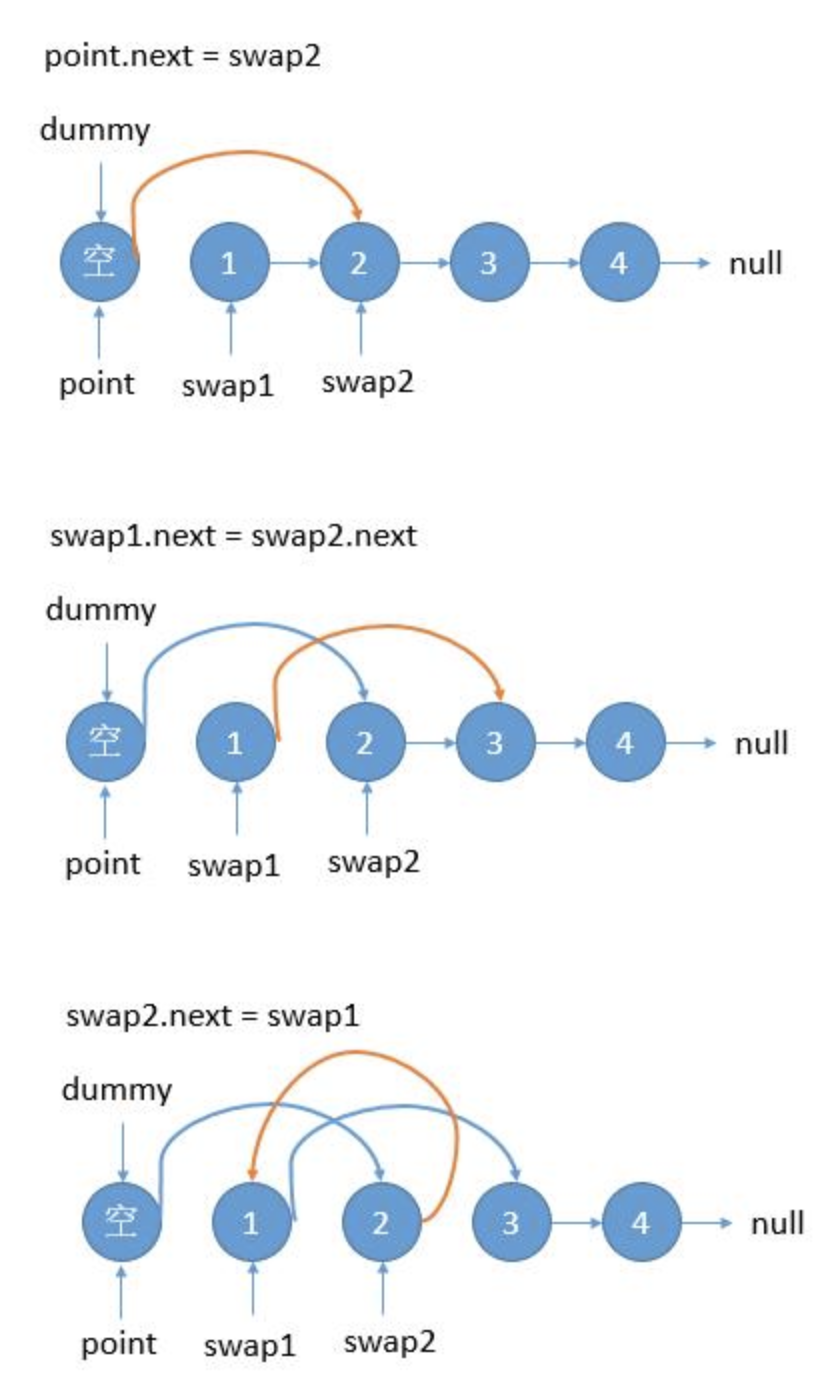 point.next = swap2
dummy
空 1 2 3 4 null
point swap1 swap2
swap1.next = swap2.next
dummy
空 1 2 3 4 null
point swap1 swap2
swap2.next = swap1
dummy
空 1 2 3 4 null
point swap1 swap2